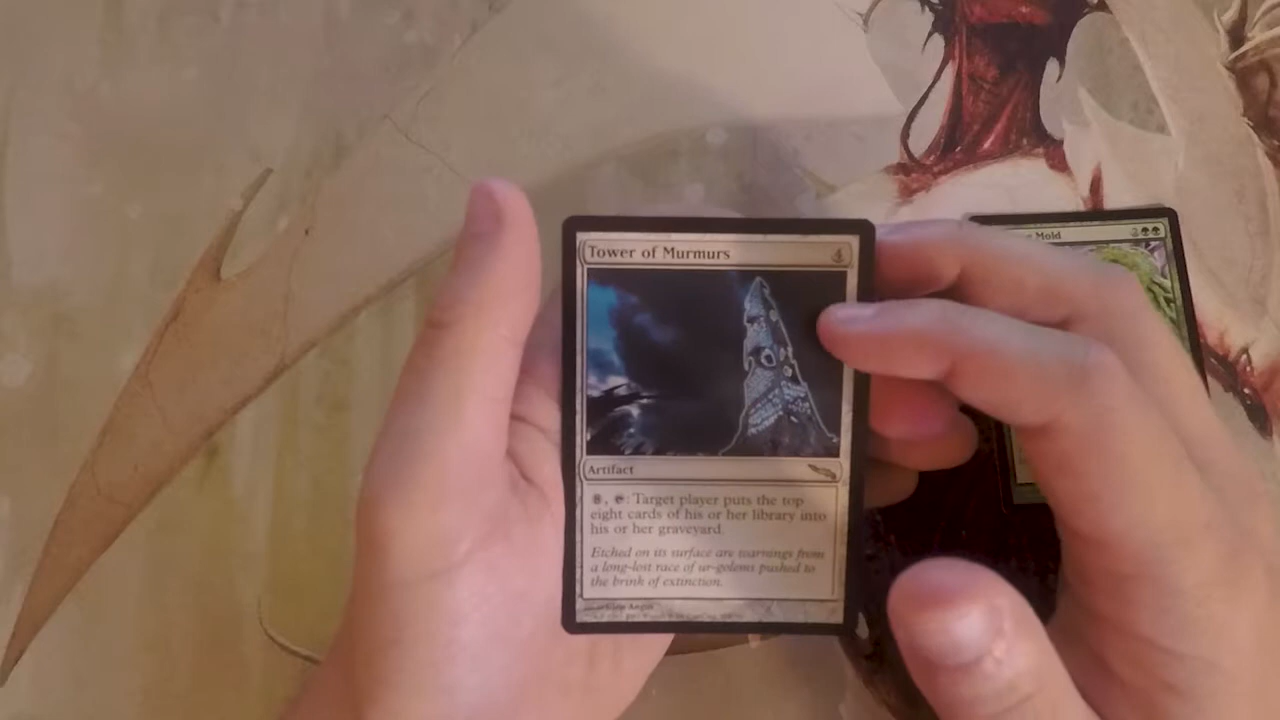 Tower of Murmurs 4
Mold 2
Artifact
8, : Target player puts the top
eight cards of his or her library into
his or her graveyard.
Etched on its surface are warnings from
a long-lost race of ur-golems pushed to
the brink of extinction.